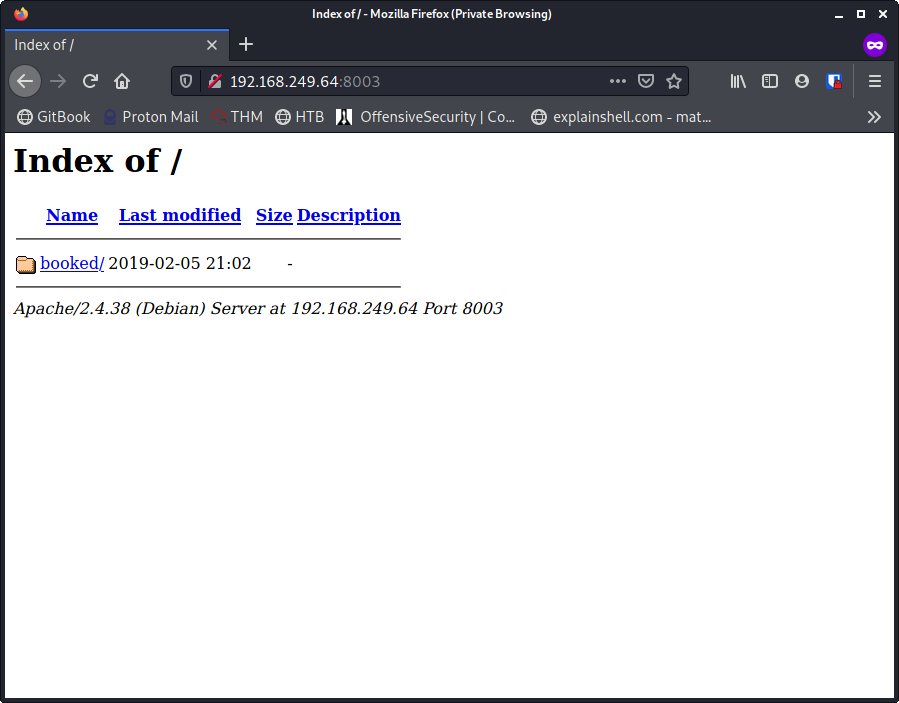 Index of / - Mozilla Firefox (Private Browsing)
Index of /
192.168.249.64:8003
GitBook Proton Mail THM HTB OffensiveSecurity | Co... explainshell.com - mat...
Index of /
Name Last modified Size Description
booked/ 2019-02-05 21:02 -
Apache/2.4.38 (Debian) Server at 192.168.249.64 Port 8003